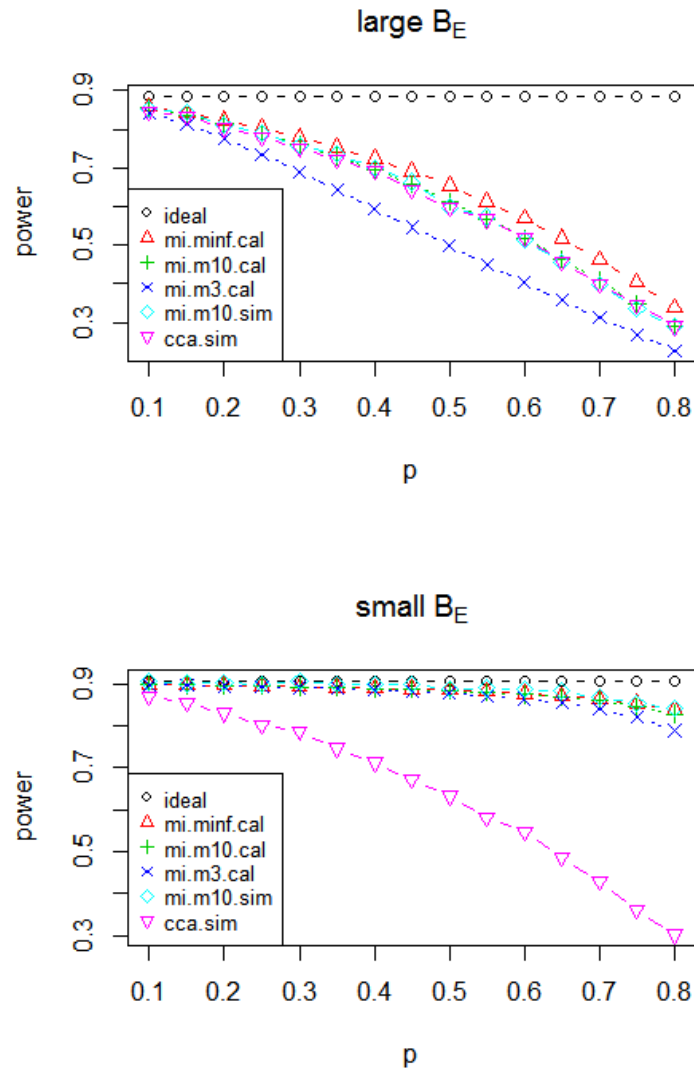 large B_E
power
0.9
0.7
0.5
0.3
ideal
mi.minf.cal
mi.m10.cal
mi.m3.cal
mi.m10.sim
cca.sim
0.1 0.2 0.3 0.4 0.5 0.6 0.7 0.8
p
small B_E
power
0.9
0.7
0.5
0.3
ideal
mi.minf.cal
mi.m10.cal
mi.m3.cal
mi.m10.sim
cca.sim
0.1 0.2 0.3 0.4 0.5 0.6 0.7 0.8
p